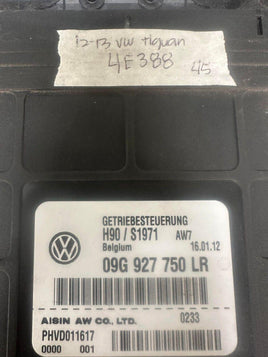 12-13 vw tiguan
4E388
45
GETRIEBESTEUERUNG
H90 / S1971 AW7
Belgium 16.01.12
09G 927 750 LR
AISIN AW CO., LTD. 0233
PHVD011617
0000 001